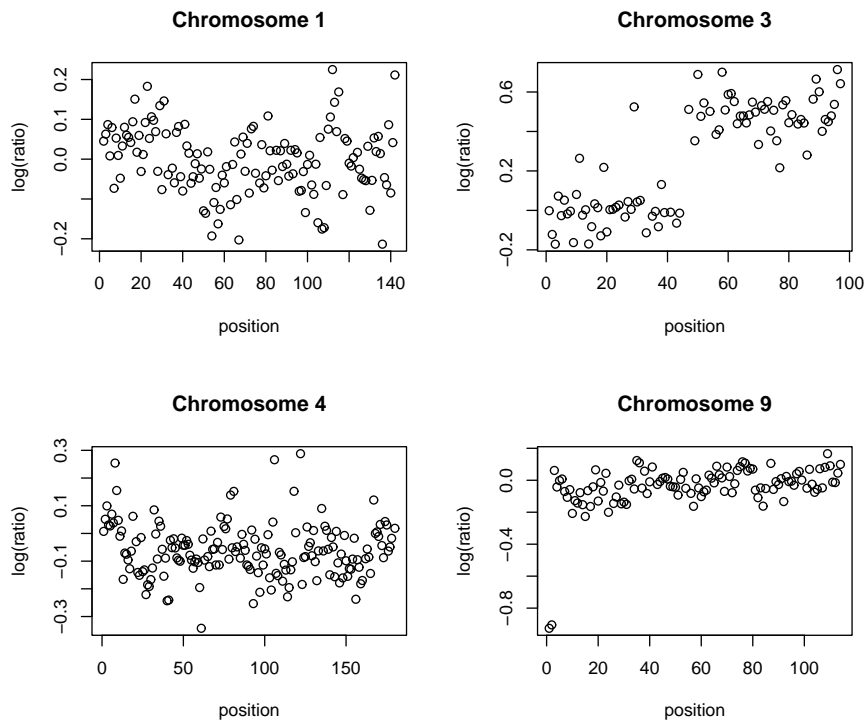 Chromosome 1
0.2
0.1
0.0
−0.2
log(ratio)
0 20 40 60 80 100 120 140
position
Chromosome 3
0.6
0.2
−0.2
log(ratio)
0 20 40 60 80 100
position
Chromosome 4
0.3
0.1
−0.1
−0.3
log(ratio)
0 50 100 150
position
Chromosome 9
0.0
−0.4
−0.8
log(ratio)
0 20 40 60 80 100
position